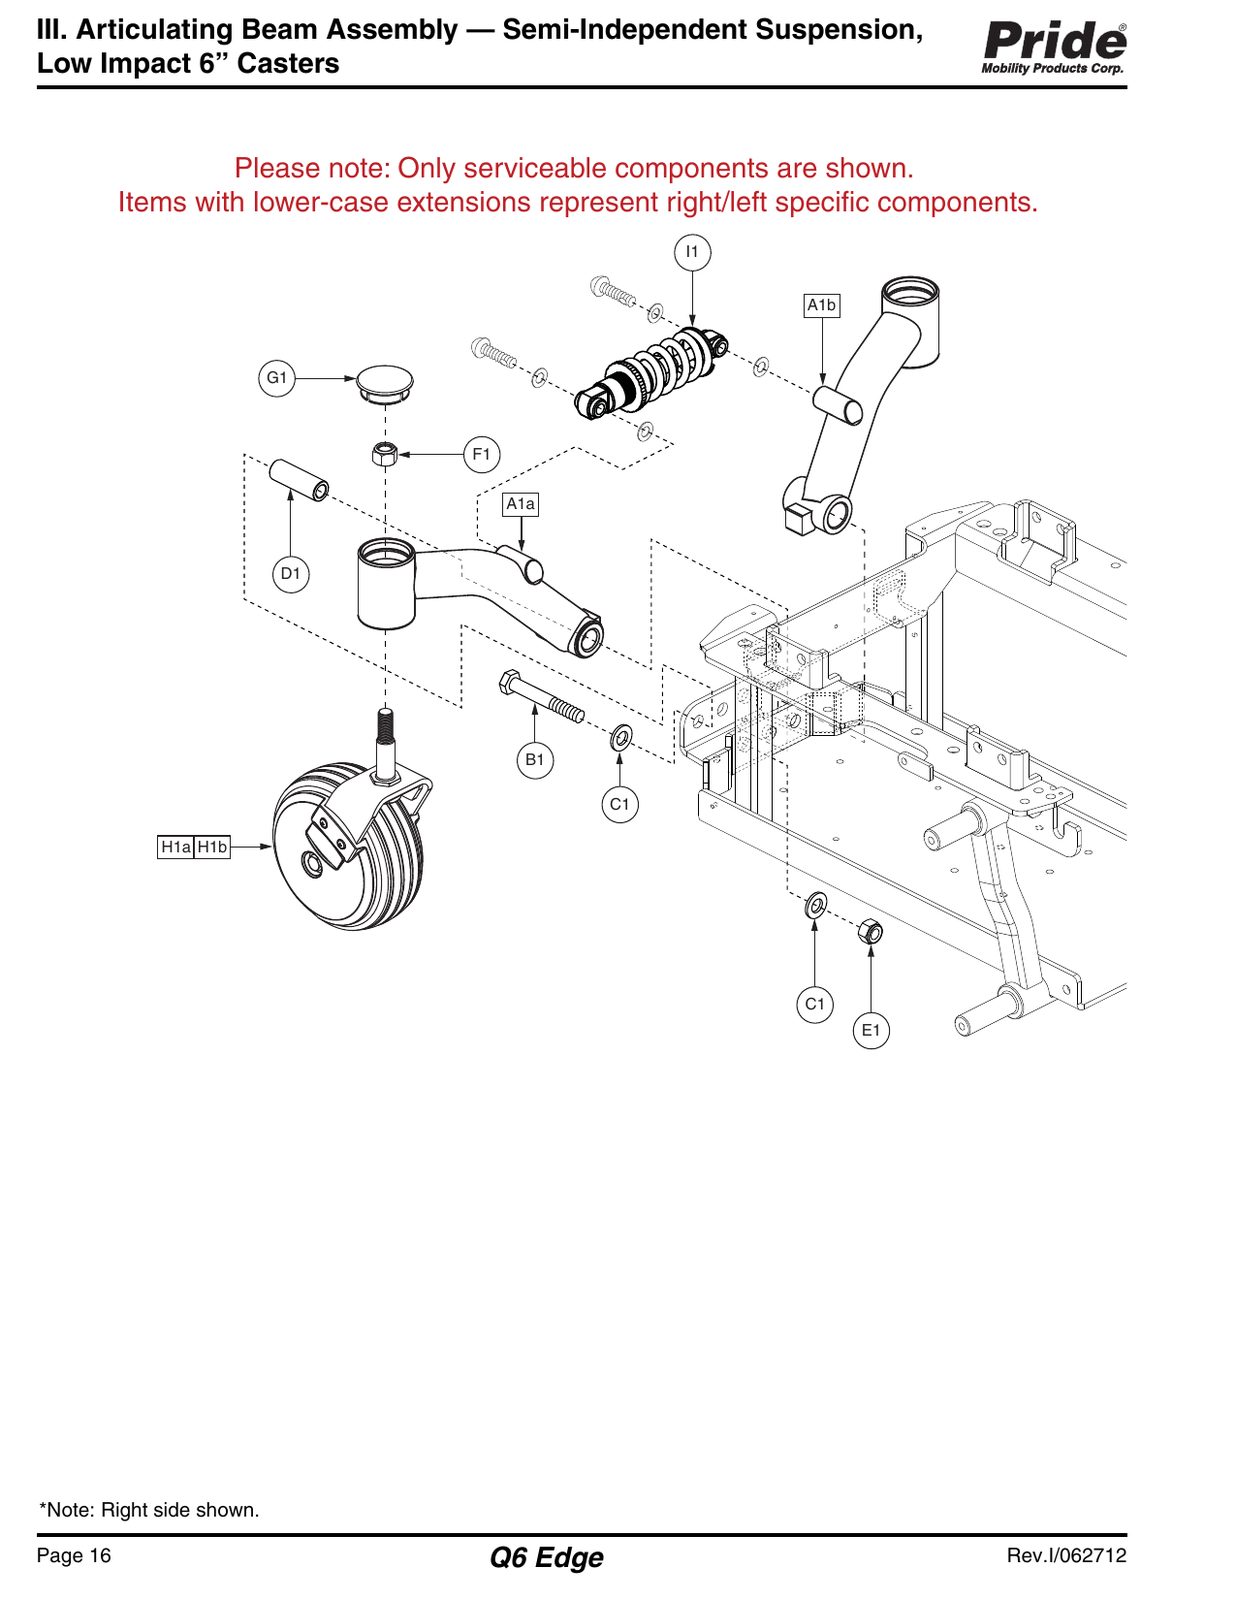 III. Articulating Beam Assembly — Semi-Independent Suspension,
Low Impact 6” Casters
Pride®
Mobility Products Corp.
Please note: Only serviceable components are shown.
Items with lower-case extensions represent right/left specific components.
I1
A1b
G1
F1
A1a
D1
B1
C1
H1a H1b
C1
E1
*Note: Right side shown.
Page 16
Q6 Edge
Rev.I/062712